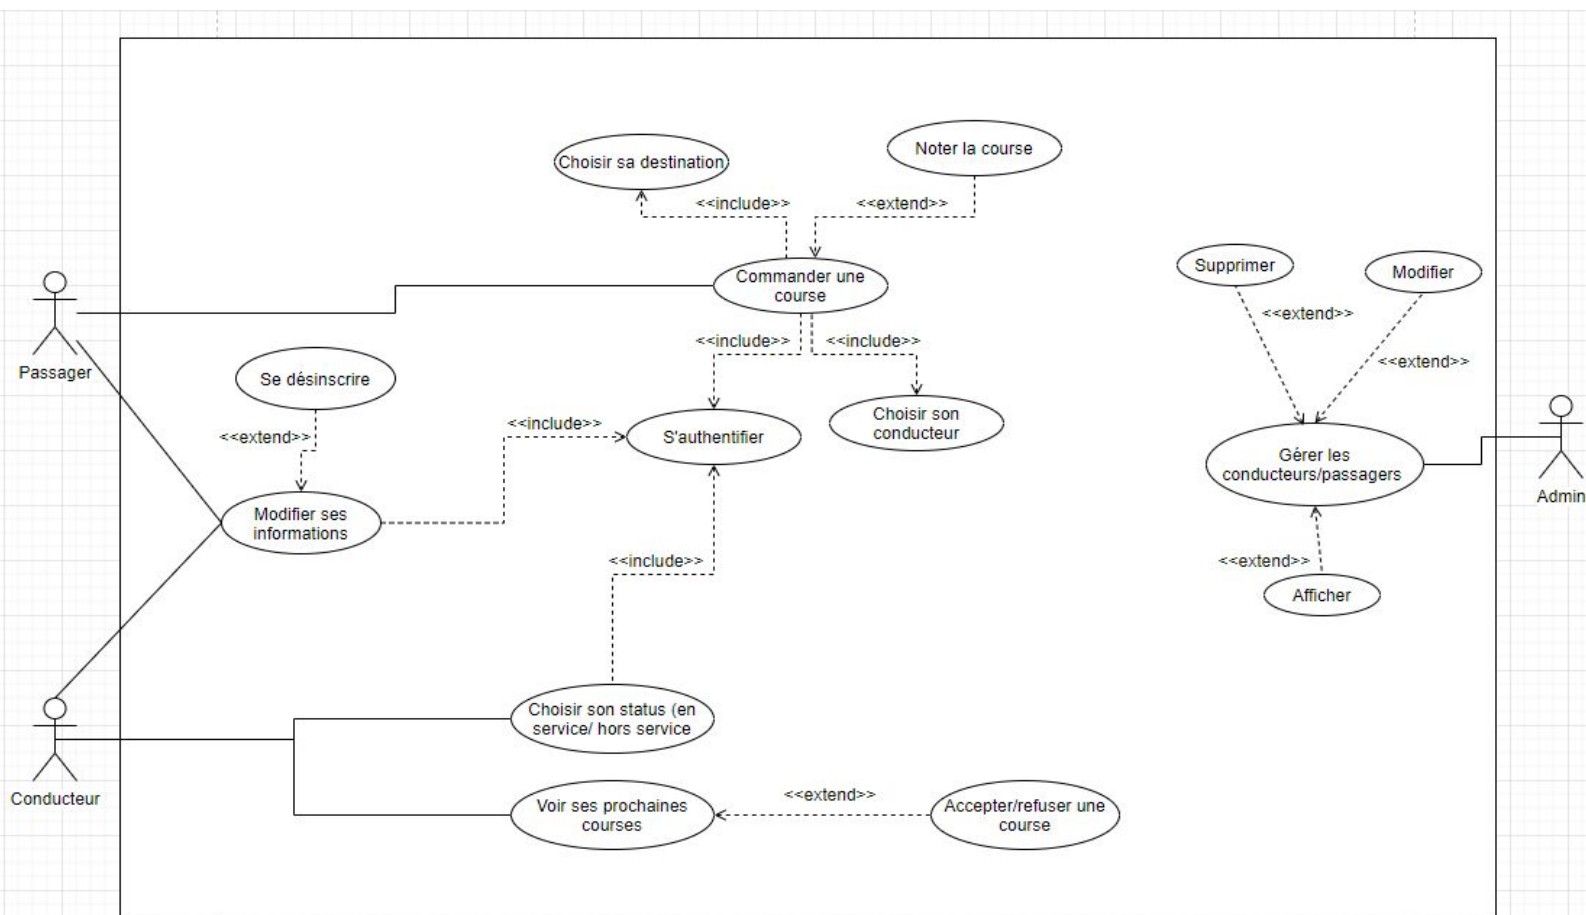 Noter la course
Choisir sa destination
<<include>>
<<extend>>
Supprimer
Modifier
Commander une
course
<<extend>>
<<include>>
<<include>>
<<extend>>
Passager
Se désinscrire
Choisir son
conducteur
<<include>>
<<extend>>
S'authentifier
Gérer les
conducteurs/passagers
Admin
Modifier ses
informations
<<include>>
<<extend>>
Afficher
Choisir son status (en
service/ hors service
Conducteur
Voir ses prochaines
courses
<<extend>>
Accepter/refuser une
course